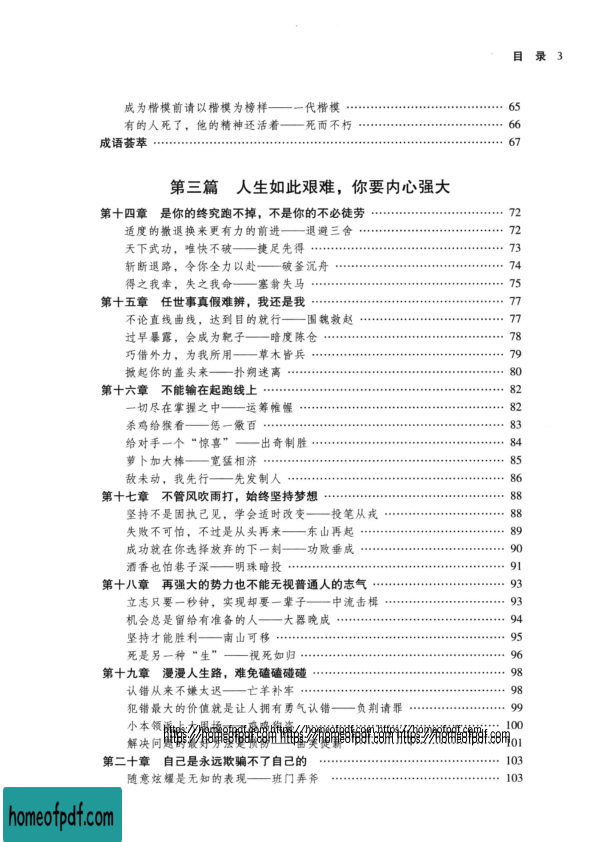 目 录 3
成为楷模前请以楷模为榜样——一代楷模 65
有的人死了，他的精神还活着——死而不朽 66
成语荟萃 67
第三篇 人生如此艰难，你要内心强大
第十四章 是你的终究跑不掉，不是你的不必徒劳 72
适度的撤退换来更有力的前进——退避三舍 72
天下武功，唯快不破——捷足先得 73
斩断退路，令你全力以赴——破釜沉舟 74
得之我幸，失之我命——塞翁失马 75
第十五章 任世事真假难辨，我还是我 77
不论直线曲线，达到目的就行——围魏救赵 77
过早暴露，会成为靶子——暗度陈仓 78
巧借外力，为我所用——草木皆兵 79
掀起你的盖头来——扑朔迷离 80
第十六章 不能输在起跑线上 82
一切尽在掌握之中——运筹帷幄 82
杀鸡给猴看——惩一儆百 83
给对手一个“惊喜”——出奇制胜 84
萝卜加大棒——宽猛相济 85
敌未动，我先行——先发制人 86
第十七章 不管风吹雨打，始终坚持梦想 88
坚持不是固执己见，学会适时改变——投笔从戎 88
失败不可怕，不过是从头再来——东山再起 89
成功就在你选择放弃的下一刻——功败垂成 90
酒香也怕巷子深——明珠暗投 91
第十八章 再强大的势力也不能无视普通人的志气 93
立志只要一秒钟，实现却要一辈子——中流击楫 93
机会总是留给有准备的人——大器晚成 94
坚持才能胜利——南山可移 95
死是另一种“生”——视死如归 96
第十九章 漫漫人生路，难免磕磕碰碰 98
认错从来不嫌太迟——亡羊补牢 98
犯错最大的价值就是让人拥有勇气认错——负荆请罪 99
小本领派上大用场 100
https://homeofpdf.com https://homeofpdf.com https://homeofpdf.com
解决问题的最好方法是预防——曲突徙薪 101
https://homeofpdf.com https://homeofpdf.com https://homeofpdf.com
第二十章 自己是永远欺骗不了自己的 103
随意炫耀是无知的表现——班门弄斧 103
homeofpdf.com